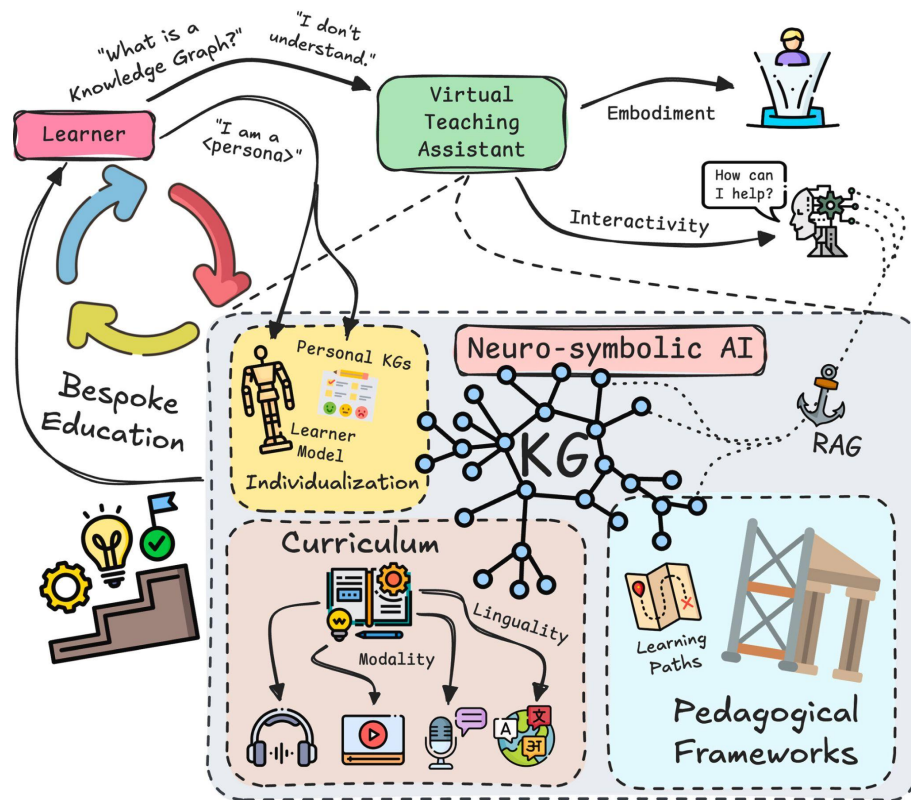 "What is a
Knowledge Graph?"
"I don't
understand."
Learner
"I am a
<persona>"
Virtual
Teaching
Assistant
Embodiment
How can
I help?
Interactivity
Bespoke
Education
Neuro-symbolic AI
Personal KGs
Learner
Model
Individualization
KG
RAG
Curriculum
W
Linguality
Modality
A
文
अ
Learning
Paths
Pedagogical
Frameworks